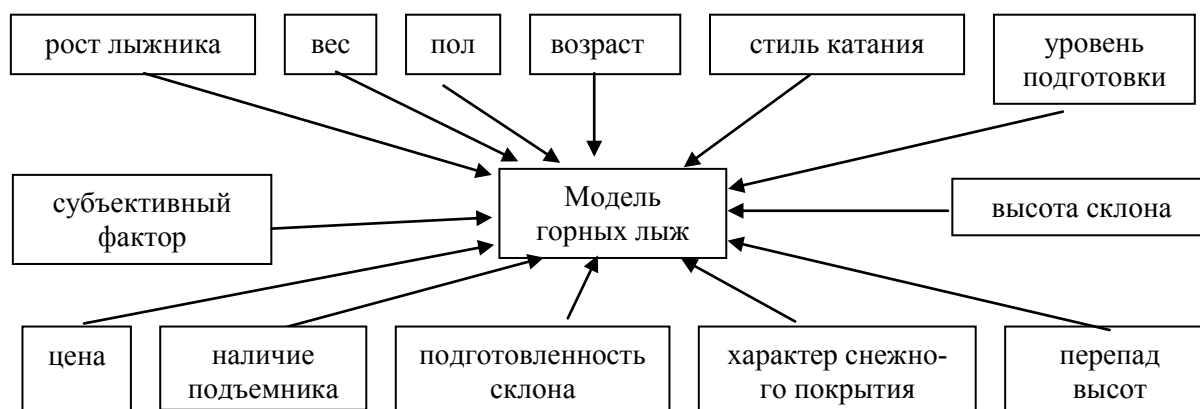 рост лыжника
вес
пол
возраст
стиль катания
уровень
подготовки
субъективный
фактор
Модель
горных лыж
высота склона
цена
наличие
подъемника
подготовленность
склона
характер снежно-
го покрытия
перепад
высот